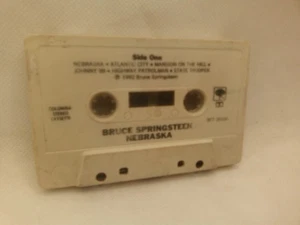 Side One
NEBRASKA • ATLANTIC CITY • MANSION ON THE HILL •
JOHNNY 99 • HIGHWAY PATROLMAN • STATE TROOPER
℗ 1982 Bruce Springsteen
BRUCE SPRINGSTEEN
NEBRASKA